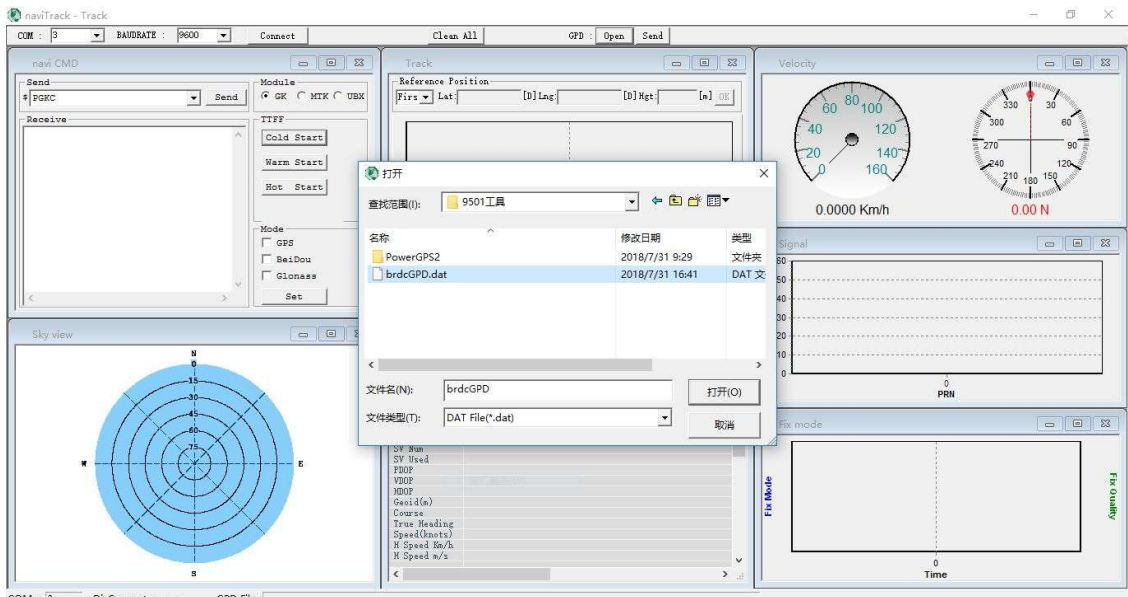 naviTrack - Track
COM : 3 BAUDRATE : 9600 Connect Clean All GPD : Open Send
navi CMD
Send
$ PGKC Send
Receive
Module
GK MTK UBX
TTFF
Cold Start
Warm Start
Hot Start
Mode
GPS
BeiDou
Glonass
Set
Track
Reference Position
Firs Lat: [D] Lng: [D] Hgt: [m] OK
Velocity
0 20 40 60 80 100 120 140 160
0.0000 Km/h
30 60 90 120 150 180 210 240 270 300 330
0.00 N
打开
查找范围(I): 9501工具
名称 修改日期 类型
PowerGPS2 2018/7/31 9:29 文件夹
brdcGPD.dat 2018/7/31 16:41 DAT 文
文件名(N): brdcGPD 打开(O)
文件类型(T): DAT File(*.dat) 取消
Signal
60
50
40
30
20
10
0
0
PRN
Sky view
N
0
15
30
45
60
75
W E
S
SV Num
SV Used
PDOP
VDOP
HDOP
Geoid(m)
Course
True Heading
Speed(knots)
H Speed Km/h
H Speed m/s
Fix mode
Fix Mode
Fix Quality
0
Time